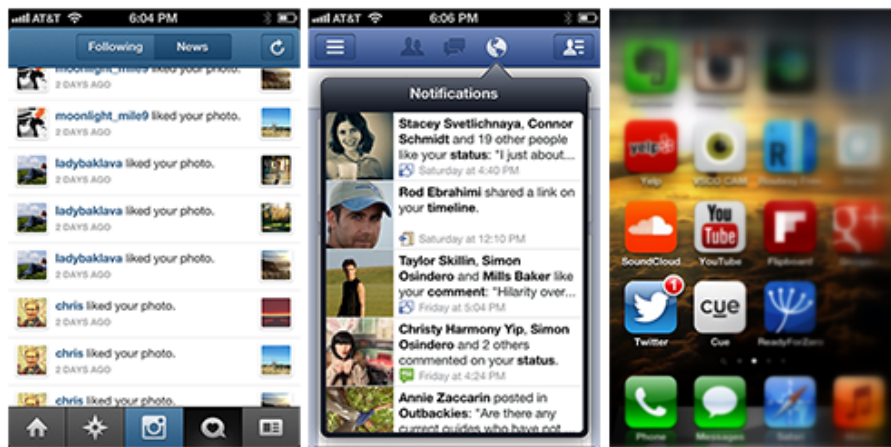 AT&T 6:04 PM
Following News
moonlight_mile9 liked your photo.
2 DAYS AGO
moonlight_mile9 liked your photo.
2 DAYS AGO
ladybaklava liked your photo.
2 DAYS AGO
ladybaklava liked your photo.
2 DAYS AGO
ladybaklava liked your photo.
2 DAYS AGO
chris liked your photo.
2 DAYS AGO
chris liked your photo.
2 DAYS AGO
chris liked your photo.
AT&T 6:06 PM
Notifications
Stacey Svetlichnaya, Connor
Schmidt and 19 other people
like your status: "I just about...
Saturday at 4:40 PM
Rod Ebrahimi shared a link on
your timeline.
Saturday at 12:10 PM
Taylor Skillin, Simon
Osindero and Mills Baker like
your comment: "Hilarity over...
Friday at 5:04 PM
Christy Harmony Yip, Simon
Osindero and 2 others
commented on your status.
Friday at 4:24 PM
Annie Zaccarin posted in
Outbackies: "Are there any
current guides who have not
yelp
R
Yelp VSCO CAM
You
Tube
SoundCloud YouTube Flipboard
1
cue
Twitter Cue ReadyForZero
Phone Messages